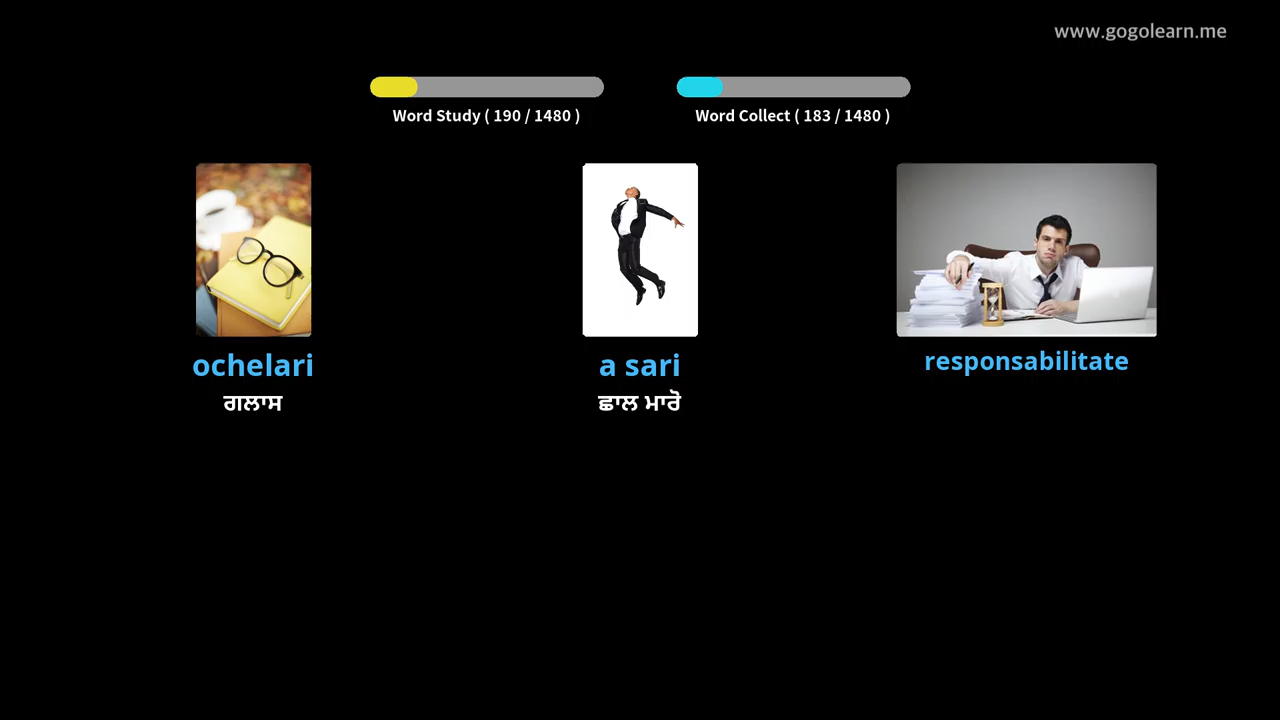 www.gogolearn.me
Word Study ( 190 / 1480 )
Word Collect ( 183 / 1480 )
ochelari
ਗਲਾਸ
a sari
ਛਾਲ ਮਾਰੋ
responsabilitate